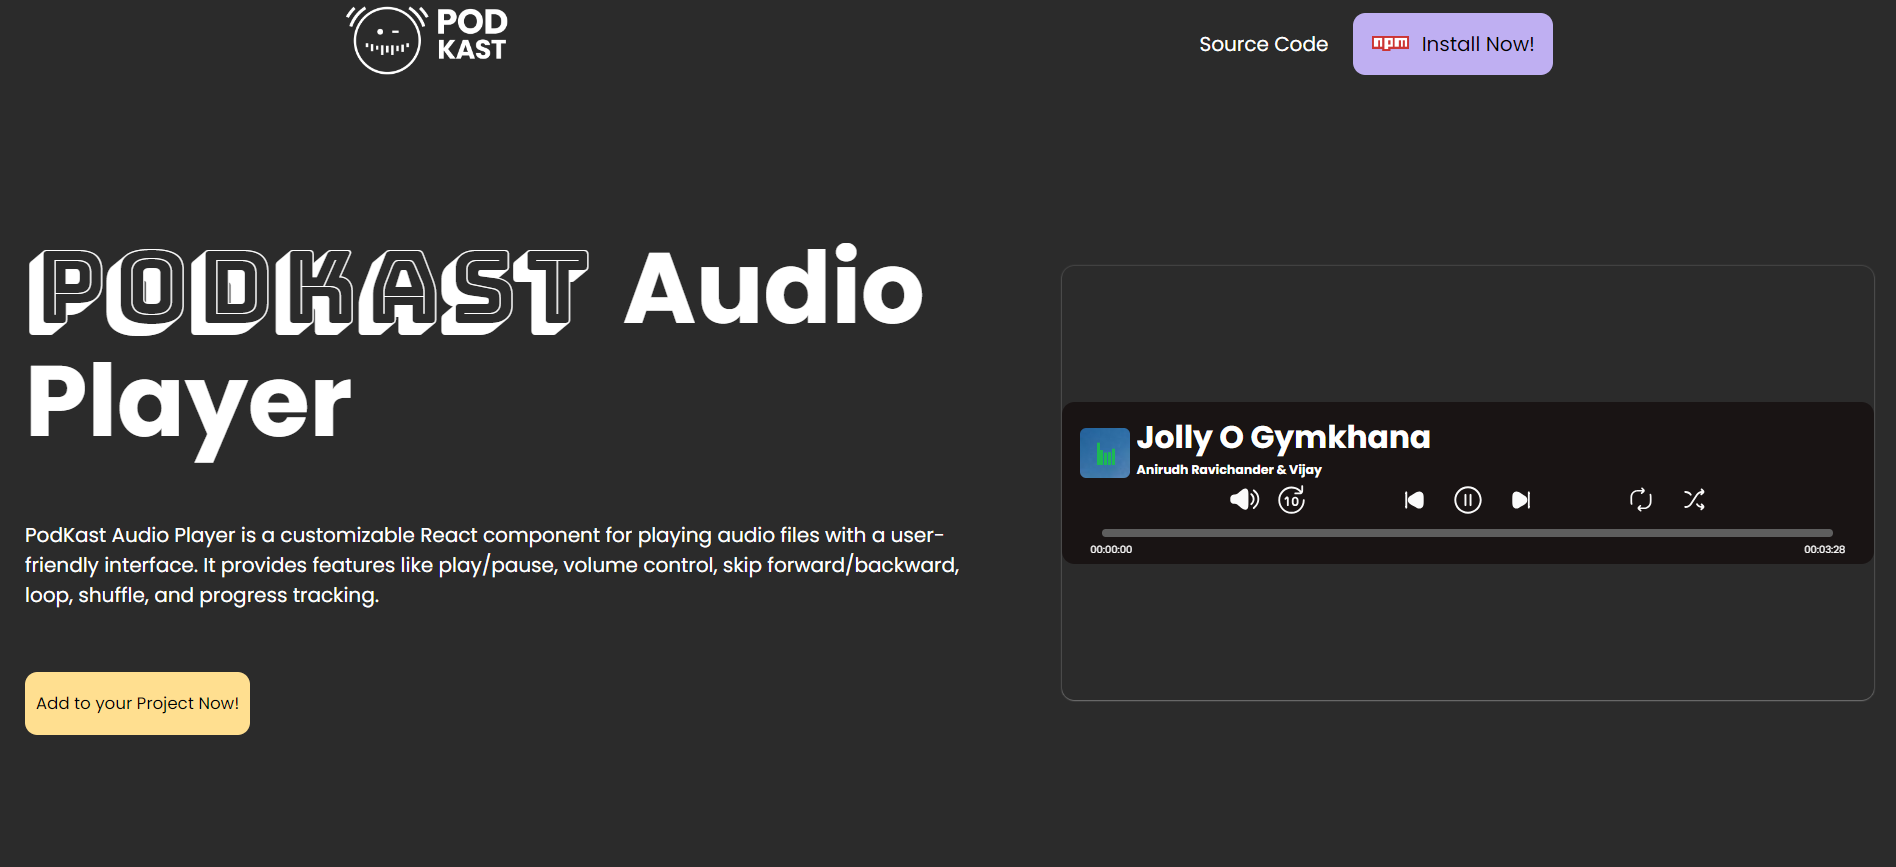 POD
KAST
Source Code
npm Install Now!
PODKAST Audio
Player
PodKast Audio Player is a customizable React component for playing audio files with a user-
friendly interface. It provides features like play/pause, volume control, skip forward/backward,
loop, shuffle, and progress tracking.
Add to your Project Now!
Jolly O Gymkhana
Anirudh Ravichander & Vijay
10
00:00:00
00:03:28